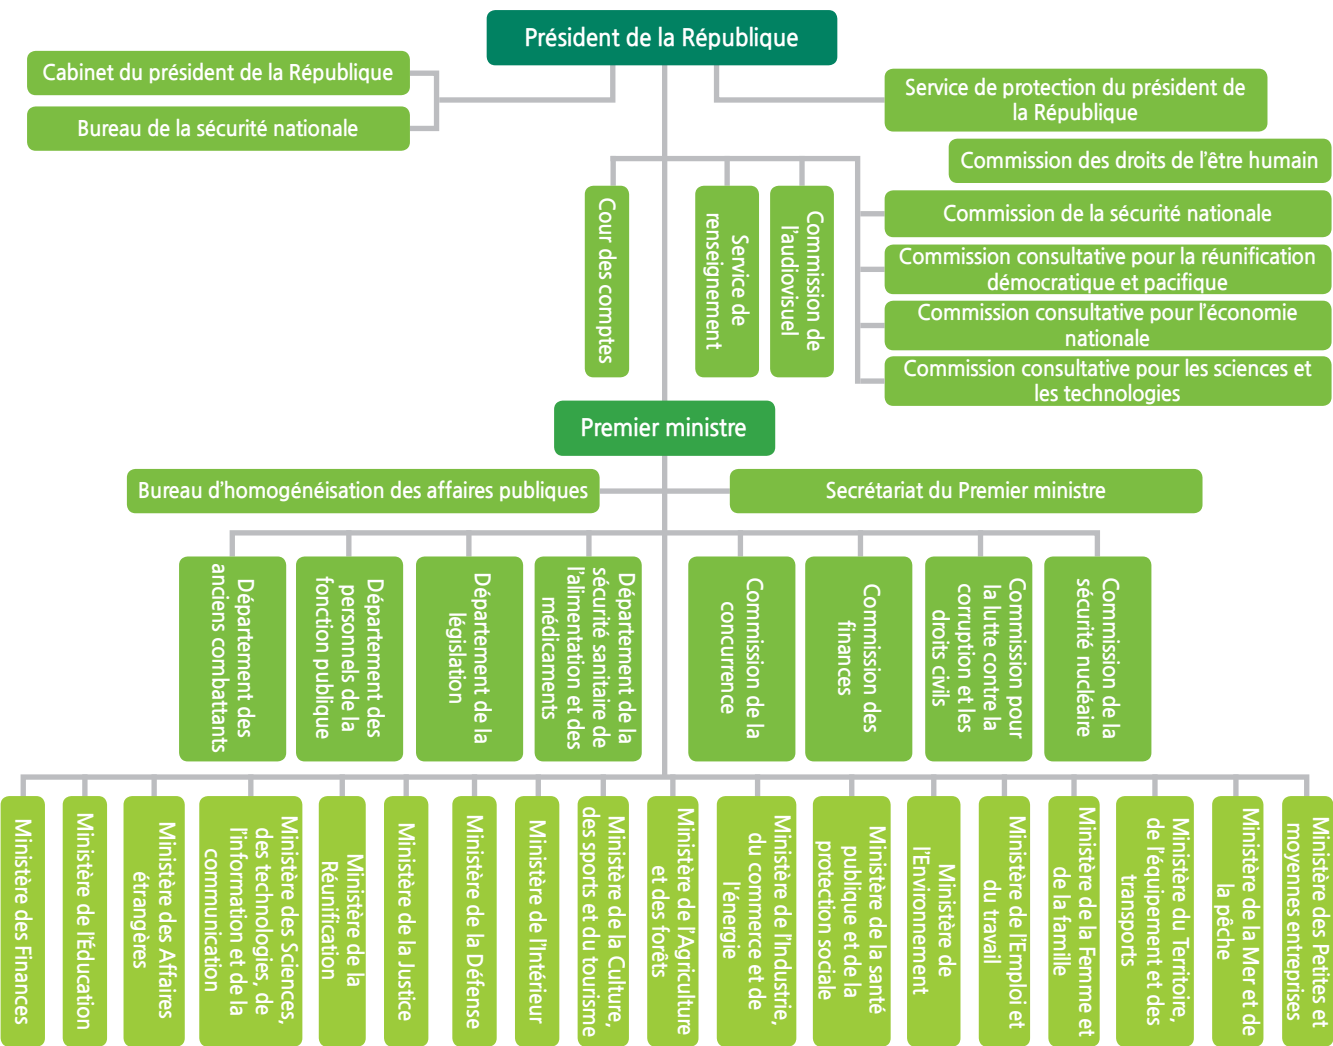 Président de la République
Cabinet du président de la République
Bureau de la sécurité nationale
Service de protection du président de
la République
Commission des droits de l'être humain
Commission de la sécurité nationale
Commission consultative pour la réunification
démocratique et pacifique
Commission consultative pour l'économie
nationale
Commission consultative pour les sciences et
les technologies
Cour des comptes
Service de
renseignement
Commission de
l'audiovisuel
Premier ministre
Bureau d'homogénéisation des affaires publiques
Secrétariat du Premier ministre
Département des
anciens combattants
Département des
personnels de la
fonction publique
Département de la
législation
Département de la
sécurité sanitaire de
l'alimentation et des
médicaments
Commission de la
concurrence
Commission des
finances
Commission pour
la lutte contre la
corruption et les
droits civils
Commission de la
sécurité nucléaire
Ministère des Finances
Ministère de l'Éducation
Ministère des Affaires
étrangères
Ministère des Sciences,
des technologies, de
l'information et de la
communication
Ministère de la
Réunification
Ministère de la Justice
Ministère de la Défense
Ministère de l'Intérieur
Ministère de la Culture,
des sports et du tourisme
Ministère de l'Agriculture
et des forêts
Ministère de l'Industrie,
du commerce et de
l'énergie
Ministère de la santé
publique et de la
protection sociale
Ministère de
l'Environnement
Ministère de l'Emploi et
du travail
Ministère de la Femme et
de la famille
Ministère du Territoire,
de l'équipement et des
transports
Ministère de la Mer et de
la pêche
Ministère des Petites et
moyennes entreprises